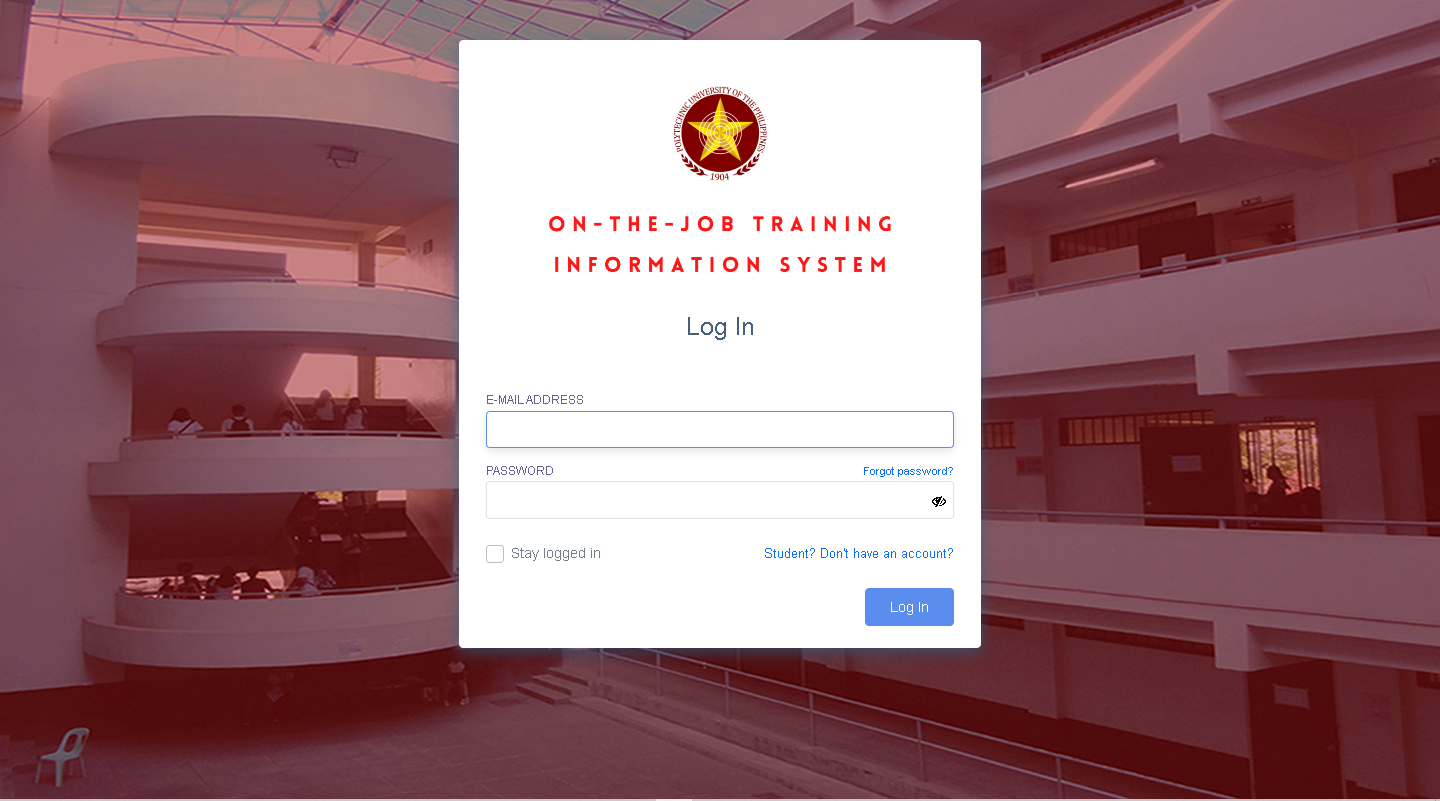 POLYTECHNIC UNIVERSITY OF THE PHILIPPINES
1904
ON-THE-JOB TRAINING
INFORMATION SYSTEM
Log In
E-MAIL ADDRESS
PASSWORD
Forgot password?
Stay logged in
Student? Don't have an account?
Log In